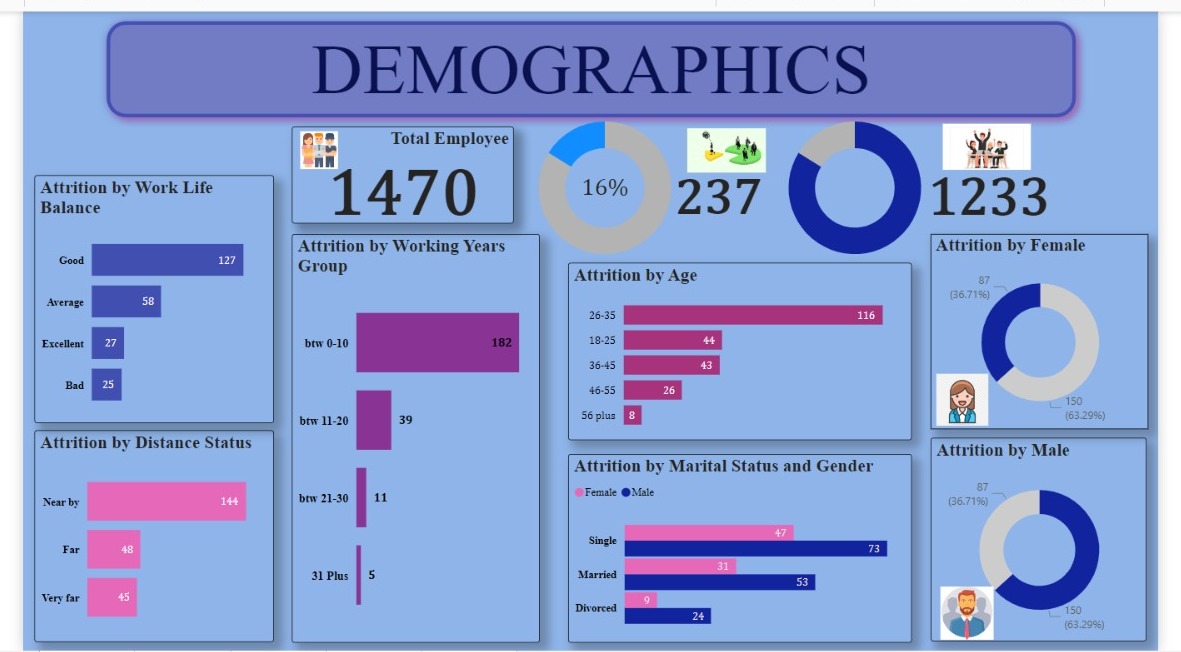 DEMOGRAPHICS
Total Employee
1470
16%
237
1233
Attrition by Work Life
Balance
Good
127
Average
58
Excellent
27
Bad
25
Attrition by Distance Status
Near by
144
Far
48
Very far
45
Attrition by Working Years
Group
btw 0-10
182
btw 11-20
39
btw 21-30
11
31 Plus
5
Attrition by Age
26-35
116
18-25
44
36-45
43
46-55
26
56 plus
8
Attrition by Marital Status and Gender
Female Male
Single
47
73
Married
31
53
Divorced
9
24
Attrition by Female
87
(36.71%)
150
(63.29%)
Attrition by Male
87
(36.71%)
150
(63.29%)